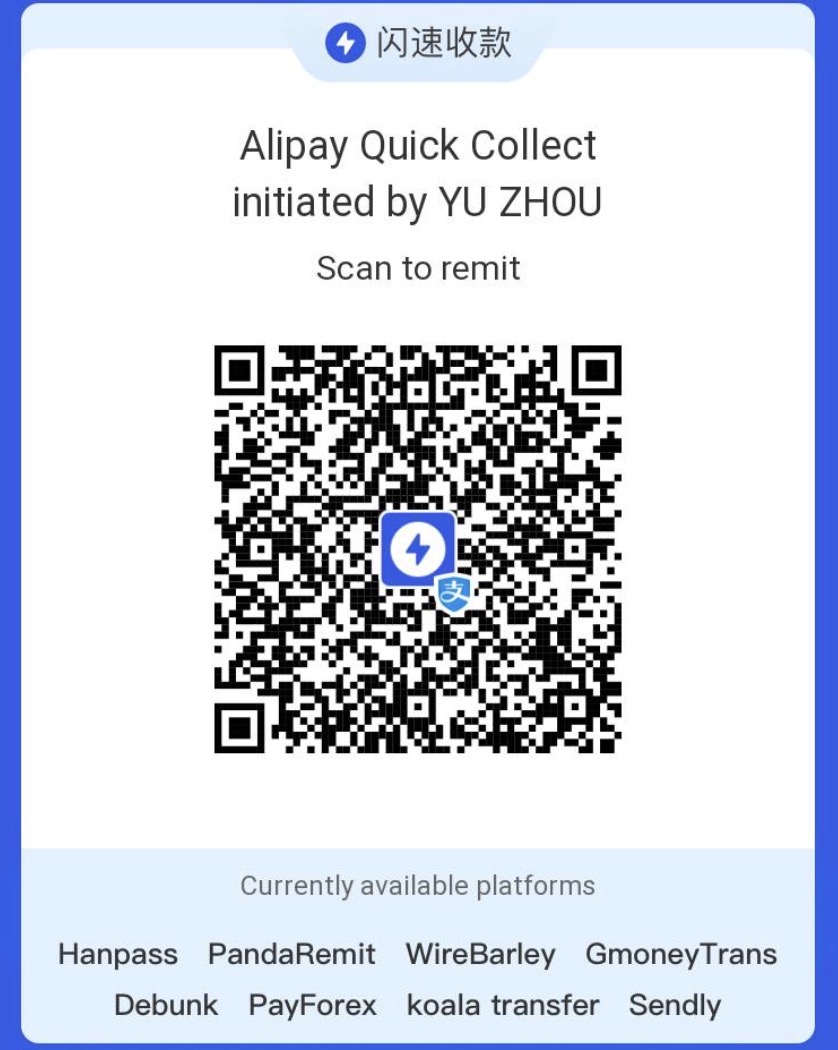 闪速收款
Alipay Quick Collect
initiated by YU ZHOU
Scan to remit
支
Currently available platforms
Hanpass PandaRemit WireBarley GmoneyTrans
Debunk PayForex koala transfer Sendly